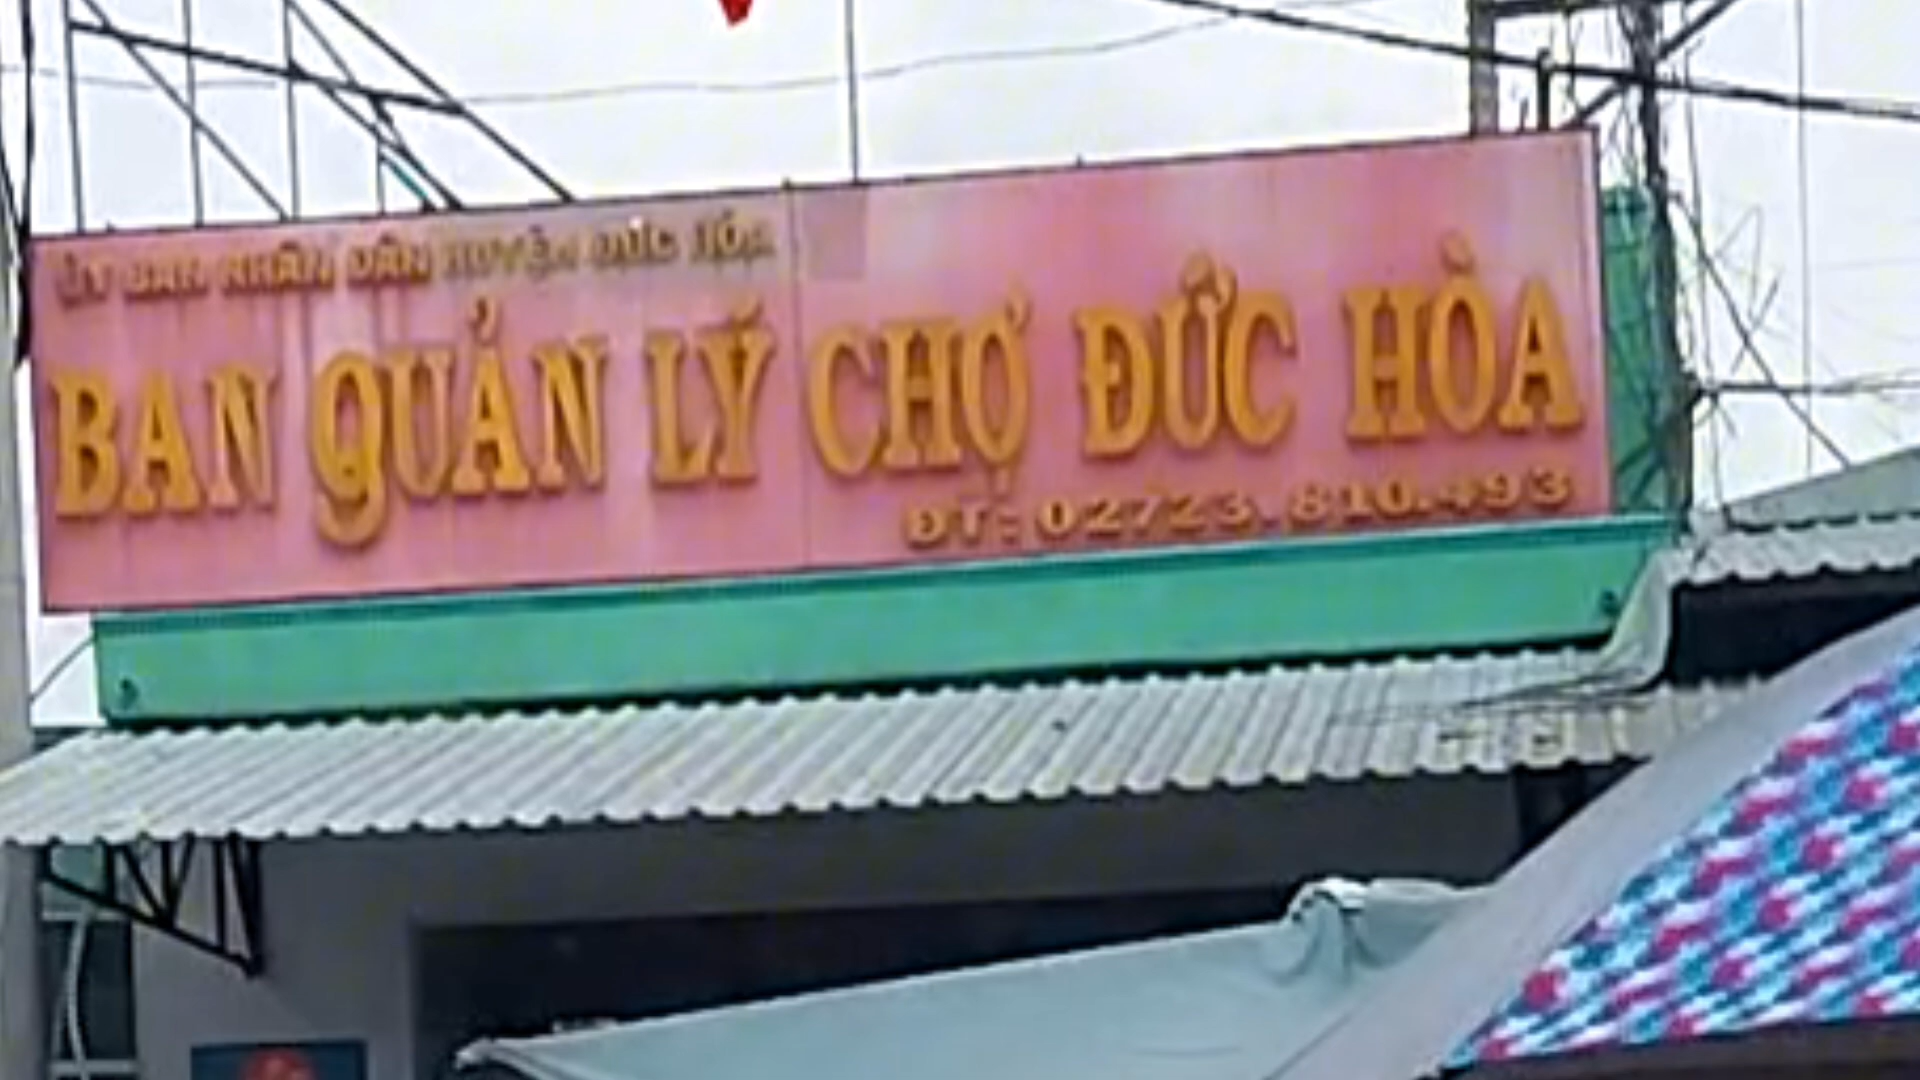 ỦY BAN NHÂN DÂN HUYỆN ĐỨC HÒA
BAN QUẢN LÝ CHỢ ĐỨC HÒA
ĐT: 02723.810.493